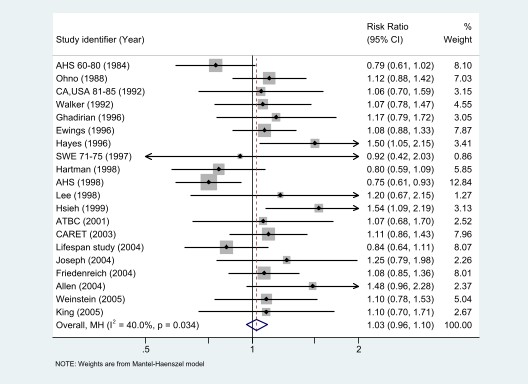 Risk Ratio %
Study identifier (Year) (95% CI) Weight
AHS 60-80 (1984) 0.79 (0.61, 1.02) 8.10
Ohno (1988) 1.12 (0.88, 1.42) 7.03
CA,USA 81-85 (1992) 1.06 (0.70, 1.59) 3.15
Walker (1992) 1.07 (0.78, 1.47) 4.55
Ghadirian (1996) 1.17 (0.79, 1.72) 3.05
Ewings (1996) 1.08 (0.88, 1.33) 7.87
Hayes (1996) 1.50 (1.05, 2.15) 3.41
SWE 71-75 (1997) 0.92 (0.42, 2.03) 0.86
Hartman (1998) 0.80 (0.59, 1.09) 5.85
AHS (1998) 0.75 (0.61, 0.93) 12.84
Lee (1998) 1.20 (0.67, 2.15) 1.27
Hsieh (1999) 1.54 (1.09, 2.19) 3.13
ATBC (2001) 1.07 (0.68, 1.70) 2.52
CARET (2003) 1.11 (0.86, 1.43) 7.96
Lifespan study (2004) 0.84 (0.64, 1.11) 8.07
Joseph (2004) 1.25 (0.79, 1.98) 2.26
Friedenreich (2004) 1.08 (0.85, 1.36) 8.01
Allen (2004) 1.48 (0.96, 2.28) 2.37
Weinstein (2005) 1.10 (0.78, 1.53) 5.04
King (2005) 1.10 (0.70, 1.71) 2.67
Overall, MH (I² = 40.0%, p = 0.034) 1.03 (0.96, 1.10) 100.00
.5 1 2
NOTE: Weights are from Mantel-Haenszel model